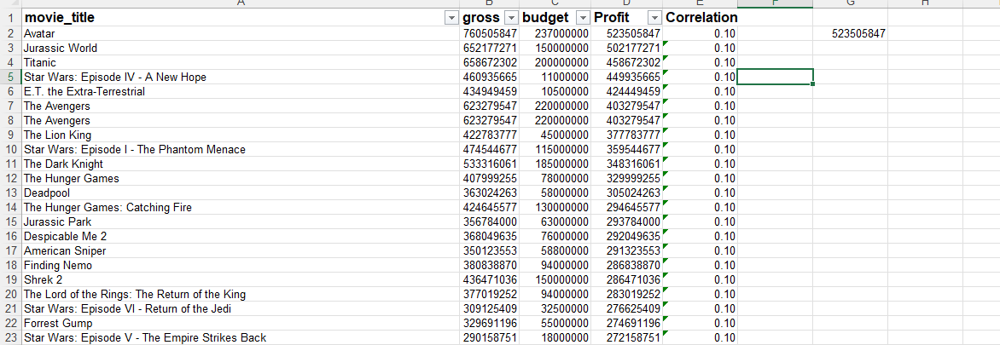 A B C D E F G H
1 movie_title gross budget Profit Correlation
2 Avatar 760505847 237000000 523505847 0.10 523505847
3 Jurassic World 652177271 150000000 502177271 0.10
4 Titanic 658672302 200000000 458672302 0.10
5 Star Wars: Episode IV - A New Hope 460935665 11000000 449935665 0.10
6 E.T. the Extra-Terrestrial 434949459 10500000 424449459 0.10
7 The Avengers 623279547 220000000 403279547 0.10
8 The Avengers 623279547 220000000 403279547 0.10
9 The Lion King 422783777 45000000 377783777 0.10
10 Star Wars: Episode I - The Phantom Menace 474544677 115000000 359544677 0.10
11 The Dark Knight 533316061 185000000 348316061 0.10
12 The Hunger Games 407999255 78000000 329999255 0.10
13 Deadpool 363024263 58000000 305024263 0.10
14 The Hunger Games: Catching Fire 424645577 130000000 294645577 0.10
15 Jurassic Park 356784000 63000000 293784000 0.10
16 Despicable Me 2 368049635 76000000 292049635 0.10
17 American Sniper 350123553 58800000 291323553 0.10
18 Finding Nemo 380838870 94000000 286838870 0.10
19 Shrek 2 436471036 150000000 286471036 0.10
20 The Lord of the Rings: The Return of the King 377019252 94000000 283019252 0.10
21 Star Wars: Episode VI - Return of the Jedi 309125409 32500000 276625409 0.10
22 Forrest Gump 329691196 55000000 274691196 0.10
23 Star Wars: Episode V - The Empire Strikes Back 290158751 18000000 272158751 0.10